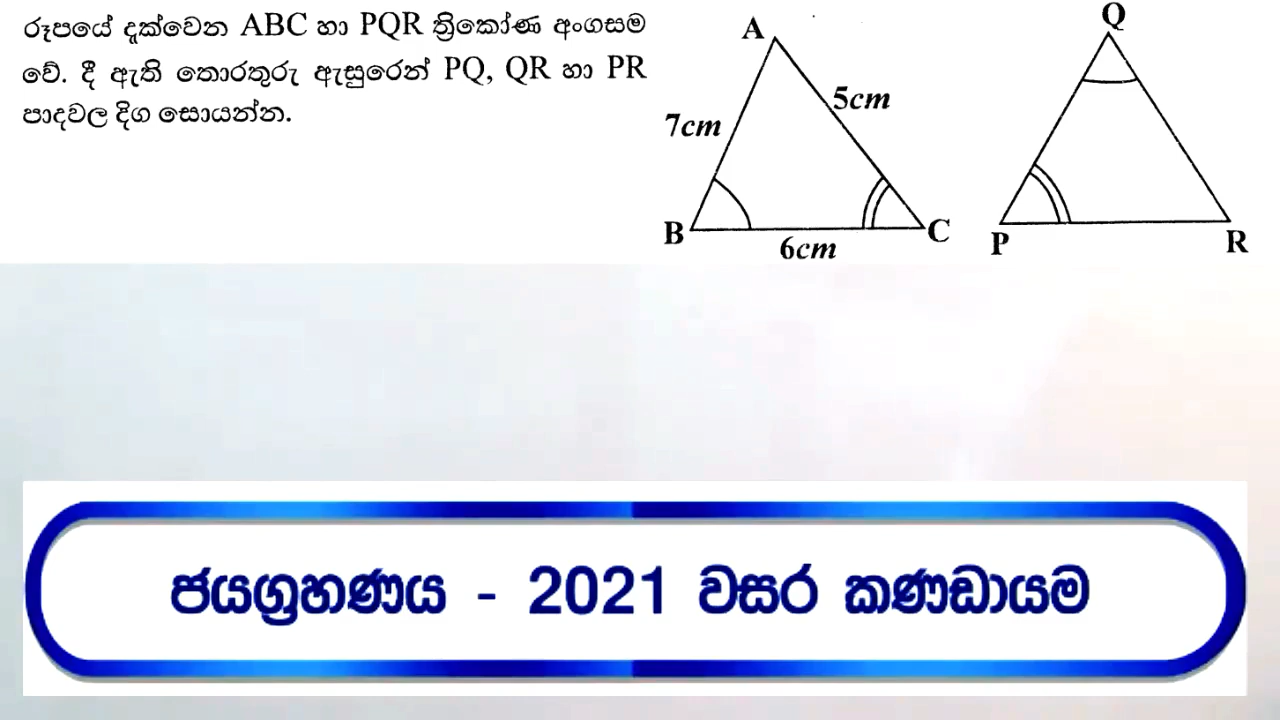 රූපයේ දැක්වෙන ABC හා PQR ත්‍රිකෝණ අංගසම
වේ. දී ඇති තොරතුරු ඇසුරෙන් PQ, QR හා PR
පාදවල දිග සොයන්න.
A
7cm
5cm
B
6cm
C
Q
P
R
ජයග්‍රහණය - 2021 වසර කණඩායම